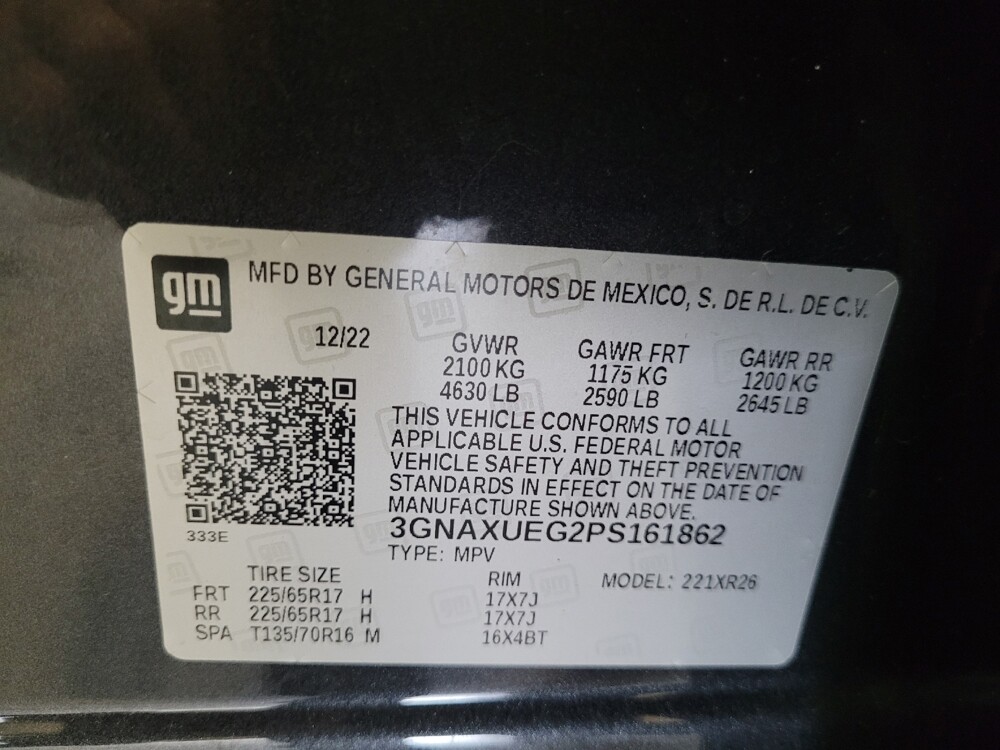 gm MFD BY GENERAL MOTORS DE MEXICO, S. DE R.L. DE C.V.
12/22 GVWR GAWR FRT GAWR RR
2100 KG 1175 KG 1200 KG
4630 LB 2590 LB 2645 LB
THIS VEHICLE CONFORMS TO ALL
APPLICABLE U.S. FEDERAL MOTOR
VEHICLE SAFETY AND THEFT PREVENTION
STANDARDS IN EFFECT ON THE DATE OF
MANUFACTURE SHOWN ABOVE.
333E 3GNAXUEG2PS161862
TYPE: MPV
TIRE SIZE RIM MODEL: 221XR26
FRT 225/65R17 H 17X7J
RR 225/65R17 H 17X7J
SPA T135/70R16 M 16X4BT